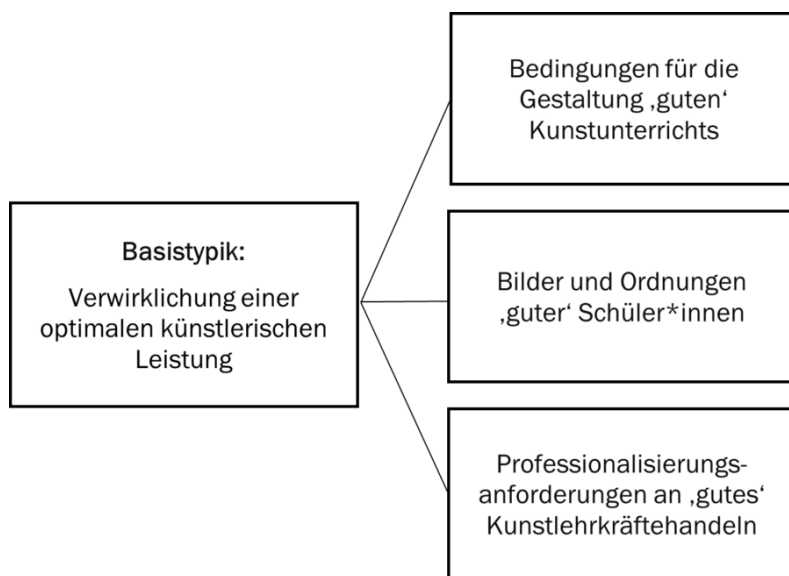 Bedingungen für die
Gestaltung ‚guten‘
Kunstunterrichts
Basistypik:
Verwirklichung einer
optimalen künstlerischen
Leistung
Bilder und Ordnungen
‚guter‘ Schüler*innen
Professionalisierungs-
anforderungen an ‚gutes‘
Kunstlehrkräftehandeln